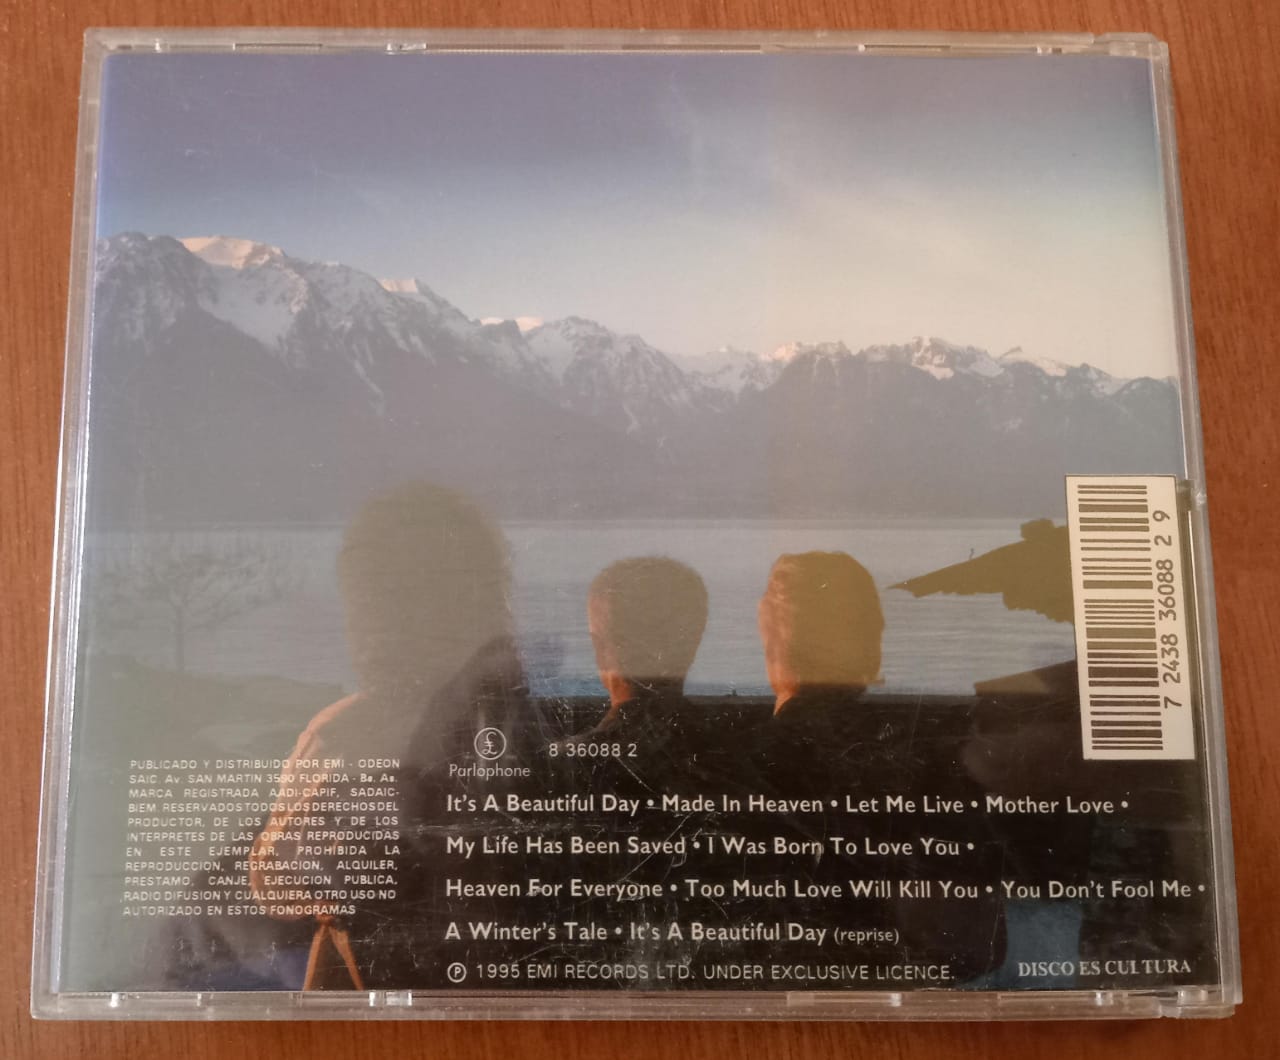 7 24383 60882 9
£
Parlophone
8 36088 2
PUBLICADO Y DISTRIBUIDO POR EMI - ODEON
SAIC. Av. SAN MARTIN 3590 FLORIDA - Bs. As.
MARCA REGISTRADA AADI-CAPIF, SADAIC-
BIEM RESERVADOS TODOS LOS DERECHOS DEL
PRODUCTOR, DE LOS AUTORES Y DE LOS
INTERPRETES DE LAS OBRAS REPRODUCIDAS
EN ESTE EJEMPLAR, PROHIBIDA LA
REPRODUCCION, REGRABACION, ALQUILER,
PRESTAMO, CANJE, EJECUCION PUBLICA,
RADIO DIFUSION Y CUALQUIERA OTRO USO NO
AUTORIZADO EN ESTOS FONOGRAMAS
It's A Beautiful Day • Made In Heaven • Let Me Live • Mother Love •
My Life Has Been Saved • I Was Born To Love You •
Heaven For Everyone • Too Much Love Will Kill You • You Don't Fool Me •
A Winter's Tale • It's A Beautiful Day (reprise)
℗ 1995 EMI RECORDS LTD. UNDER EXCLUSIVE LICENCE.
DISCO ES CULTURA